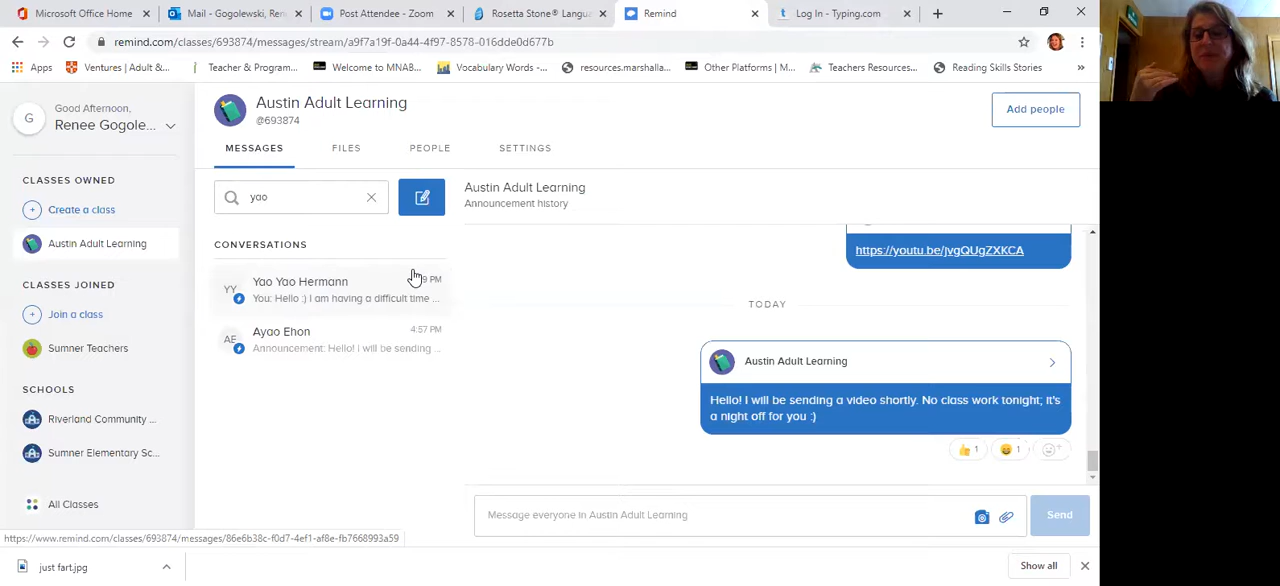 Microsoft Office Home
Mail - Gogolewski, Ren
Post Attendee - Zoom
Rosetta Stone® Langu
Remind
Log In - Typing.com
remind.com/classes/693874/messages/stream/a9f7a19f-0a44-4f97-8578-016dde0d677b
Apps
Ventures | Adult &...
Teacher & Program...
Welcome to MNAB...
Vocabulary Words -...
resources.marshalla...
Other Platforms | M...
Teachers Resources...
Reading Skills Stories
»
G
Good Afternoon,
Renee Gogole...
CLASSES OWNED
Create a class
Austin Adult Learning
CLASSES JOINED
Join a class
Sumner Teachers
SCHOOLS
Riverland Community ...
Sumner Elementary Sc...
All Classes
Austin Adult Learning
@693874
Add people
MESSAGES
FILES
PEOPLE
SETTINGS
yao
CONVERSATIONS
YY
Yao Yao Hermann
9 PM
You: Hello :) I am having a difficult time ...
AE
Ayao Ehon
4:57 PM
Announcement: Hello! I will be sending ...
Austin Adult Learning
Announcement history
https://youtu.be/jvgQUgZXKCA
TODAY
Austin Adult Learning
Hello! I will be sending a video shortly. No class work tonight; it's
a night off for you :)
1
1
Message everyone in Austin Adult Learning
Send
https://www.remind.com/classes/693874/messages/86e6b38c-f0d7-4ef1-af8e-fb7668993a59
just fart.jpg
Show all